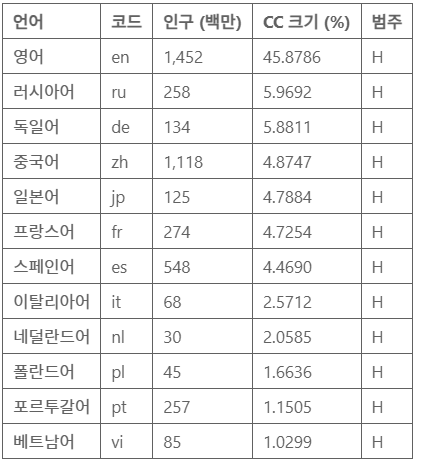 언어 코드 인구 (백만) CC 크기 (%) 범주
영어 en 1,452 45.8786 H
러시아어 ru 258 5.9692 H
독일어 de 134 5.8811 H
중국어 zh 1,118 4.8747 H
일본어 jp 125 4.7884 H
프랑스어 fr 274 4.7254 H
스페인어 es 548 4.4690 H
이탈리아어 it 68 2.5712 H
네덜란드어 nl 30 2.0585 H
폴란드어 pl 45 1.6636 H
포르투갈어 pt 257 1.1505 H
베트남어 vi 85 1.0299 H